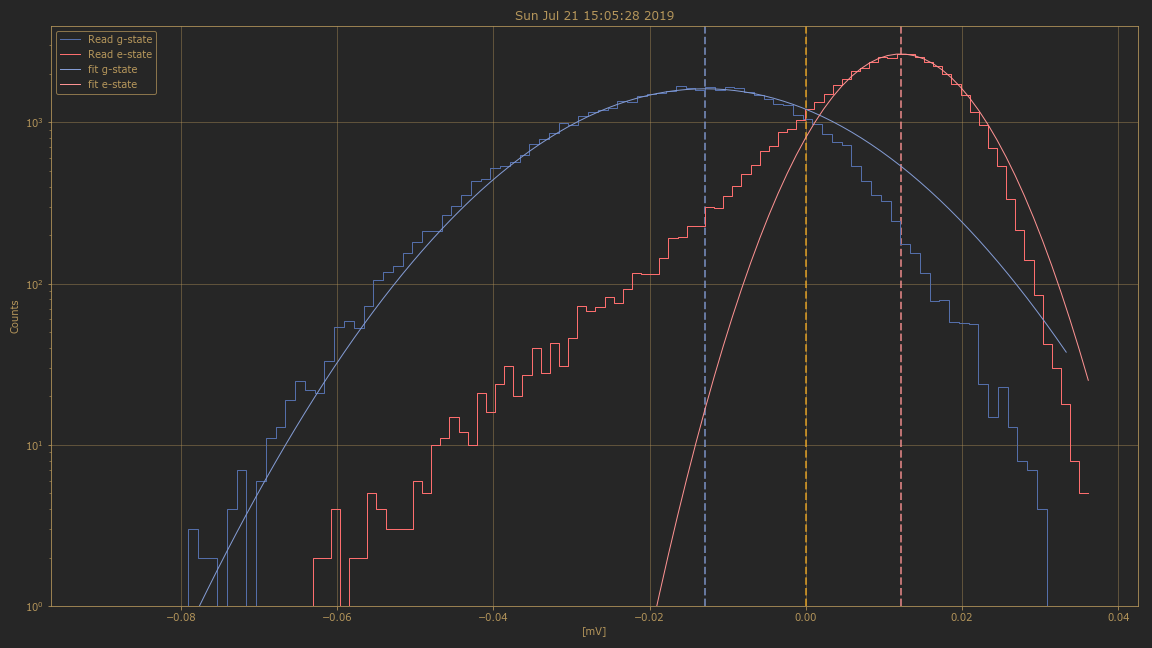 Sun Jul 21 15:05:28 2019
Read g-state
Read e-state
fit g-state
fit e-state
Counts
10³
10²
10¹
10⁰
−0.08 −0.06 −0.04 −0.02 0.00 0.02 0.04
[mV]